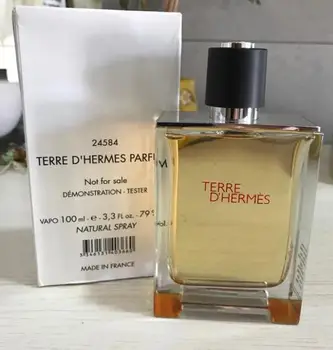 24584
TERRE D'HERMES PARFUM
Not for sale
DÉMONSTRATION - TESTER
VAPO 100 ml - e - 3,3 fl. oz. - 79°
NATURAL SPRAY
MADE IN FRANCE
TERRE
D'HERMÈS